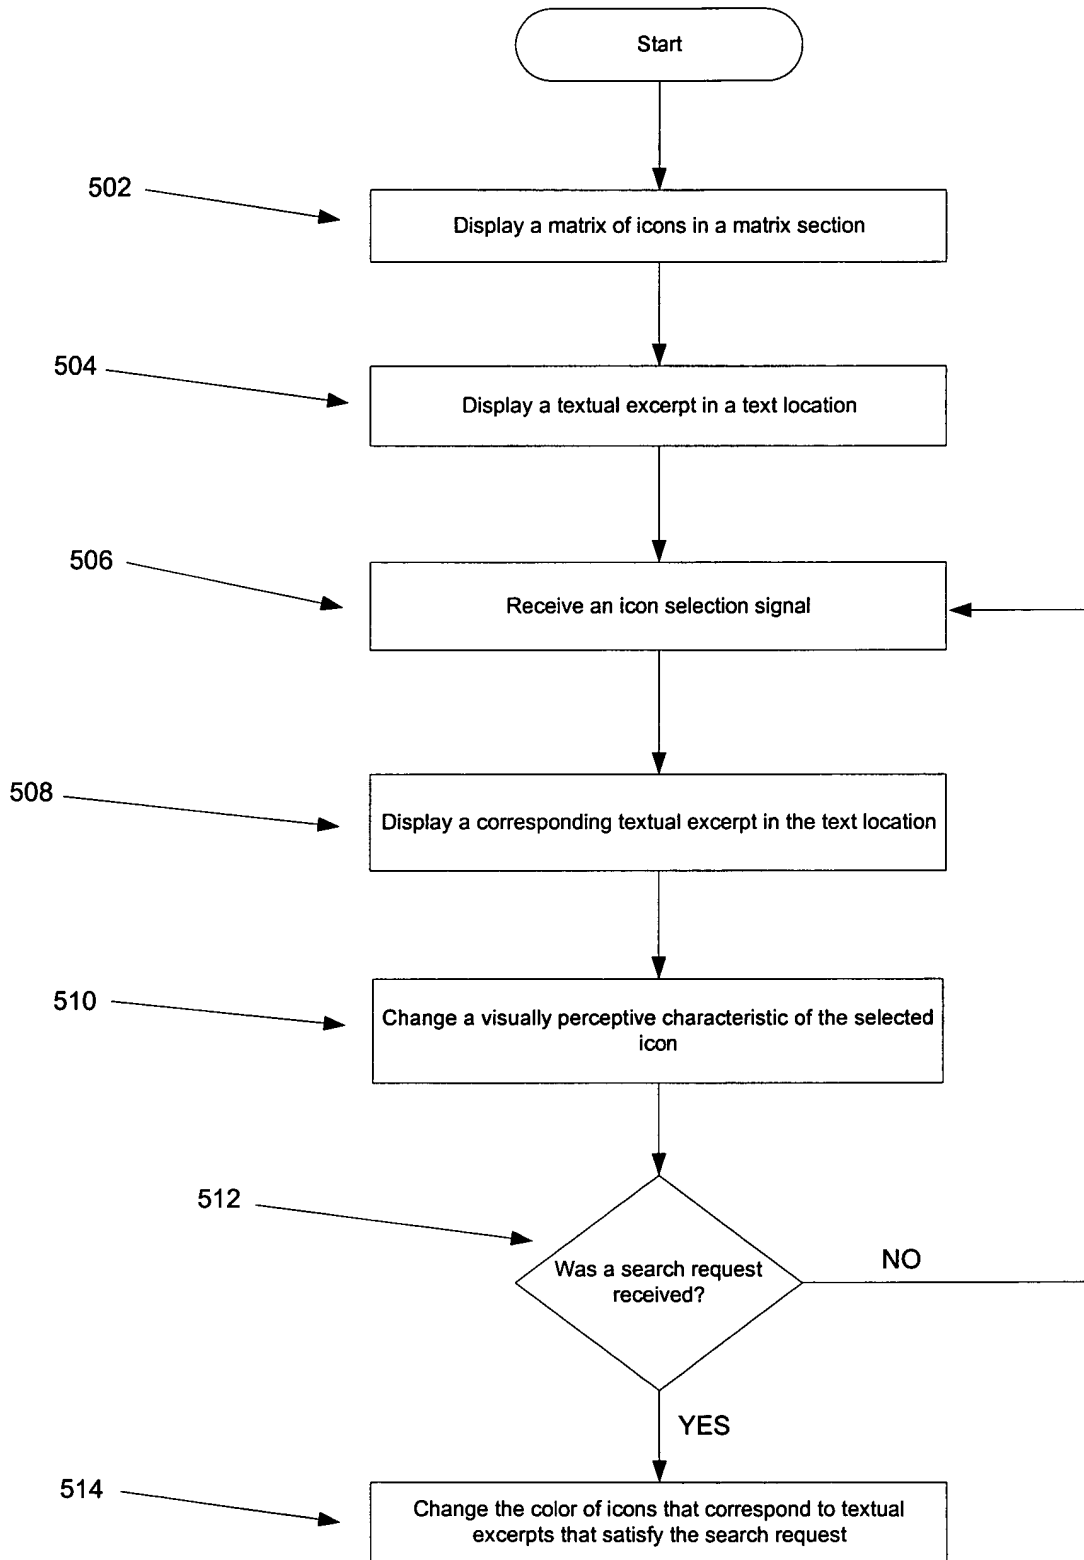 Start
502
Display a matrix of icons in a matrix section
504
Display a textual excerpt in a text location
506
Receive an icon selection signal
508
Display a corresponding textual excerpt in the text location
510
Change a visually perceptive characteristic of the selected
icon
512
Was a search request
received?
NO
YES
514
Change the color of icons that correspond to textual
excerpts that satisfy the search request